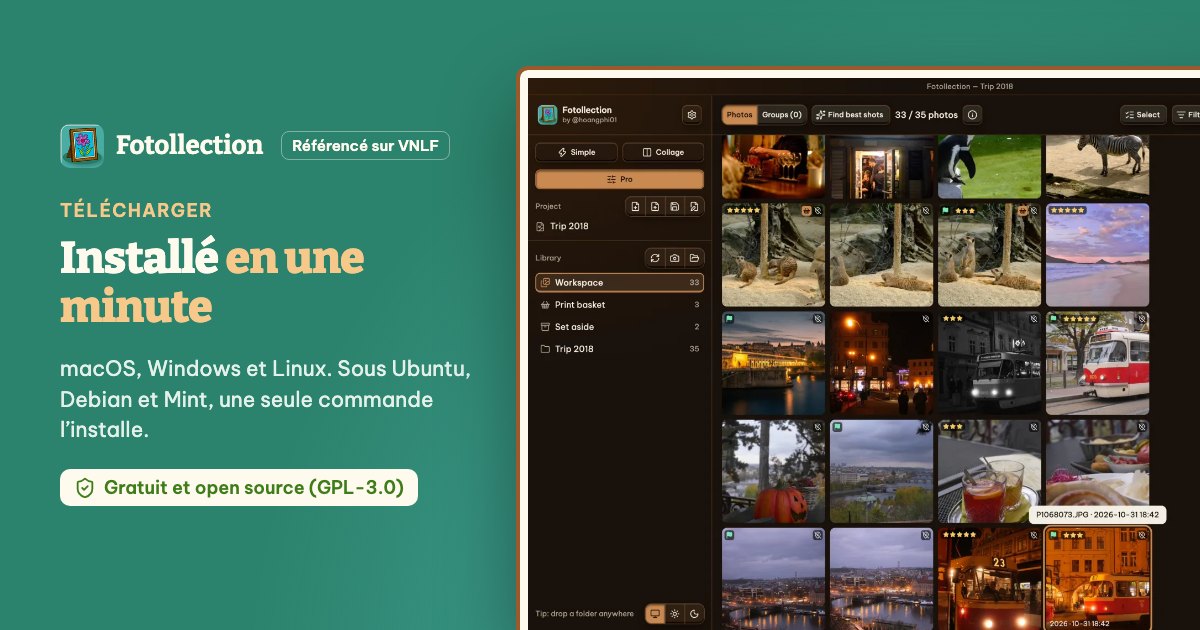 Fotollection
Référencé sur VNLF
TÉLÉCHARGER
Installé en une
minute
macOS, Windows et Linux. Sous Ubuntu,
Debian et Mint, une seule commande
l’installe.
Gratuit et open source (GPL-3.0)
Fotollection — Trip 2018
Fotollection
by @hoangphi01
Photos
Groups (0)
Find best shots
33 / 35 photos
Select
Filt
Simple
Collage
Pro
Project
Trip 2018
Library
Workspace 33
Print basket 3
Set aside 2
Trip 2018 35
P1068073.JPG · 2026-10-31 18:42
23
2026-10-31 18:42
Tip: drop a folder anywhere